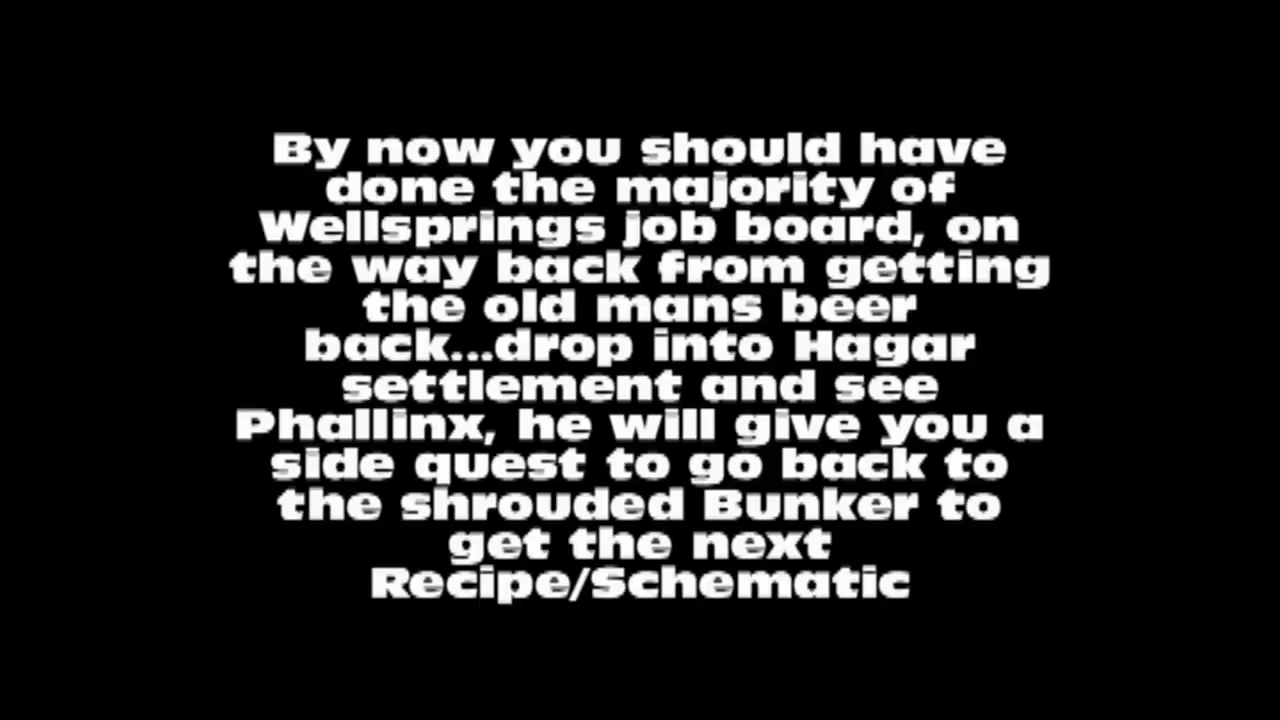 By now you should have
done the majority of
Wellsprings job board, on
the way back from getting
the old mans beer
back...drop into Hagar
settlement and see
Phallinx, he will give you a
side quest to go back to
the shrouded Bunker to
get the next
Recipe/Schematic